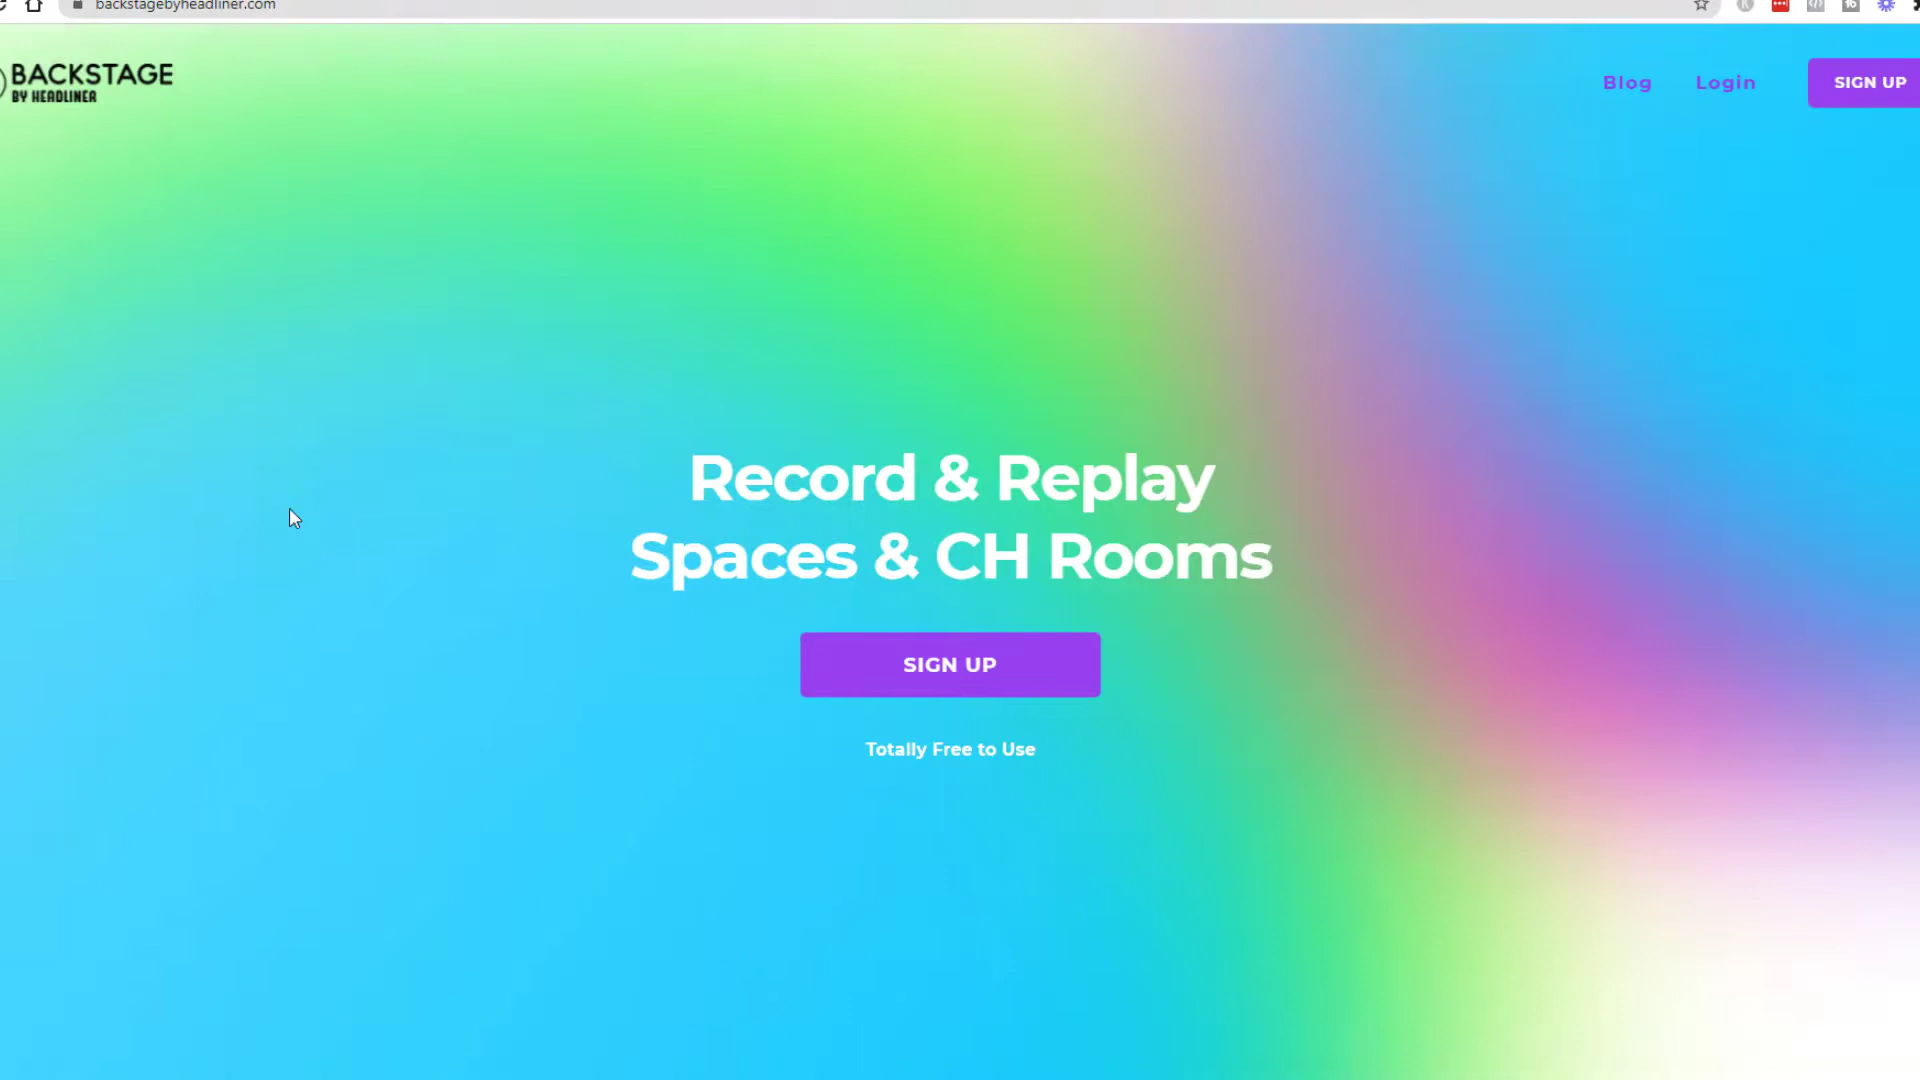 backstagebyheadliner.com
BACKSTAGE
BY HEADLINER
Blog
Login
SIGN UP
Record & Replay
Spaces & CH Rooms
SIGN UP
Totally Free to Use